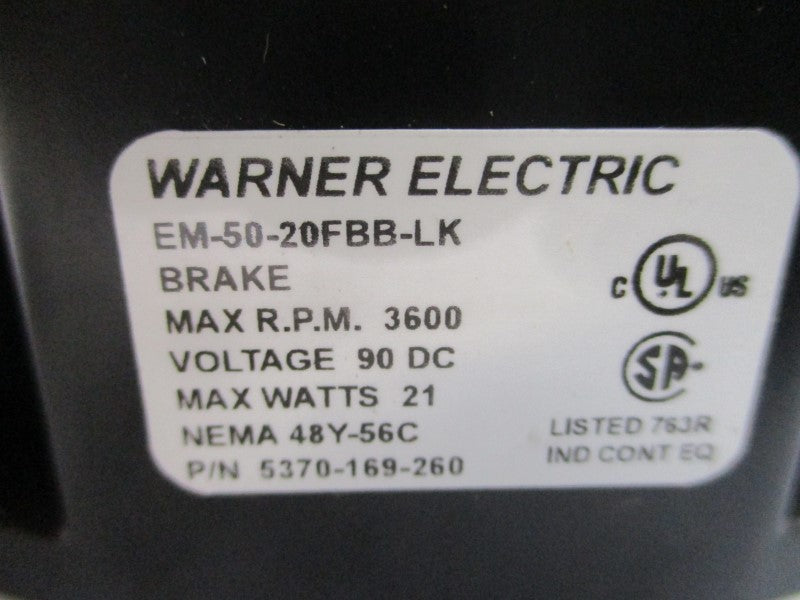 WARNER ELECTRIC
EM-50-20FBB-LK
BRAKE
MAX R.P.M. 3600
VOLTAGE 90 DC
MAX WATTS 21
NEMA 48Y-56C
P/N 5370-169-260
C UL US
SA
LISTED 763R
IND CONT EQ